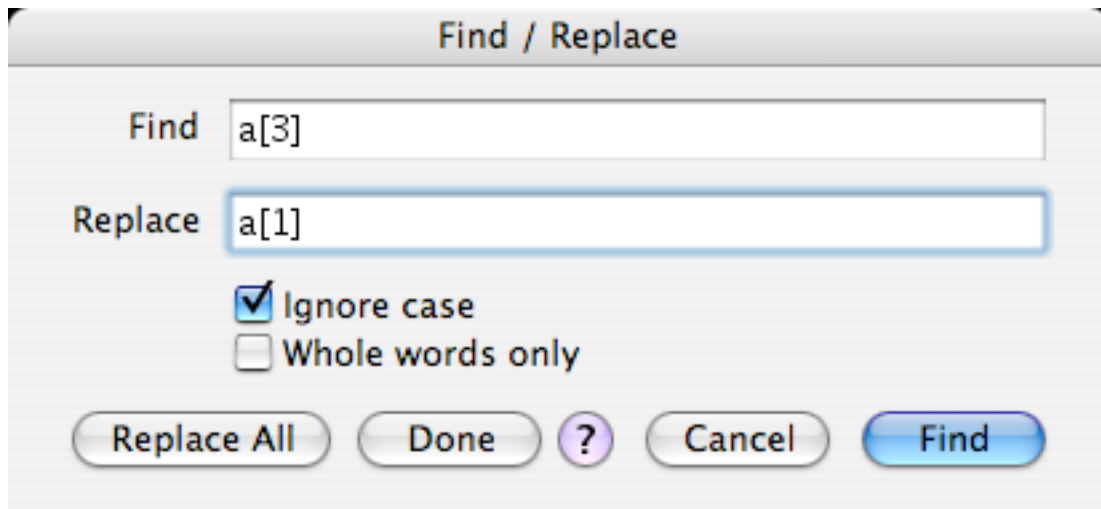 Find / Replace
Find a[3]
Replace a[1]
Ignore case
Whole words only
Replace All Done ? Cancel Find